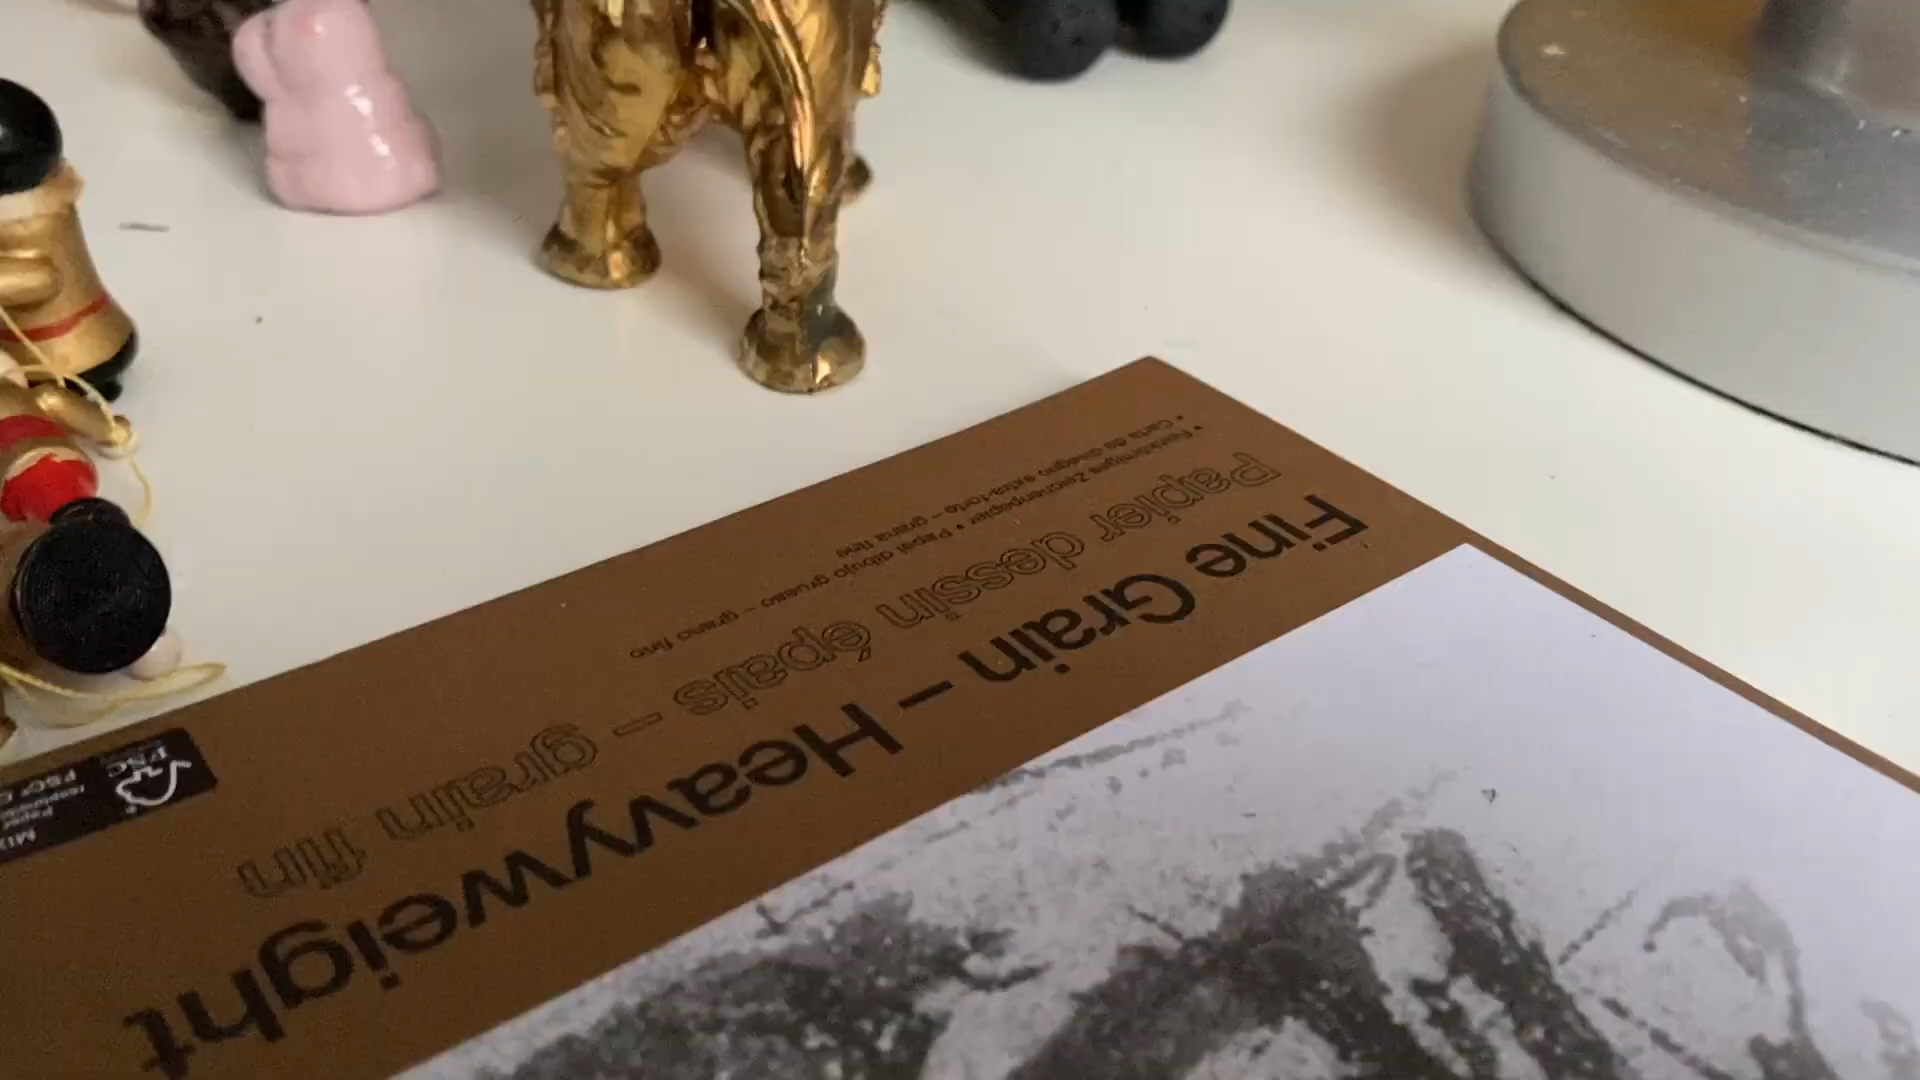 Fine Grain – Heavyweight
Papier dessin épais – grain fin
• Feinkörniges Zeichenpapier • Papel dibujo grueso – grano fino
• Carta da disegno extra-forte – grana fine
MIX
Paper
FSC